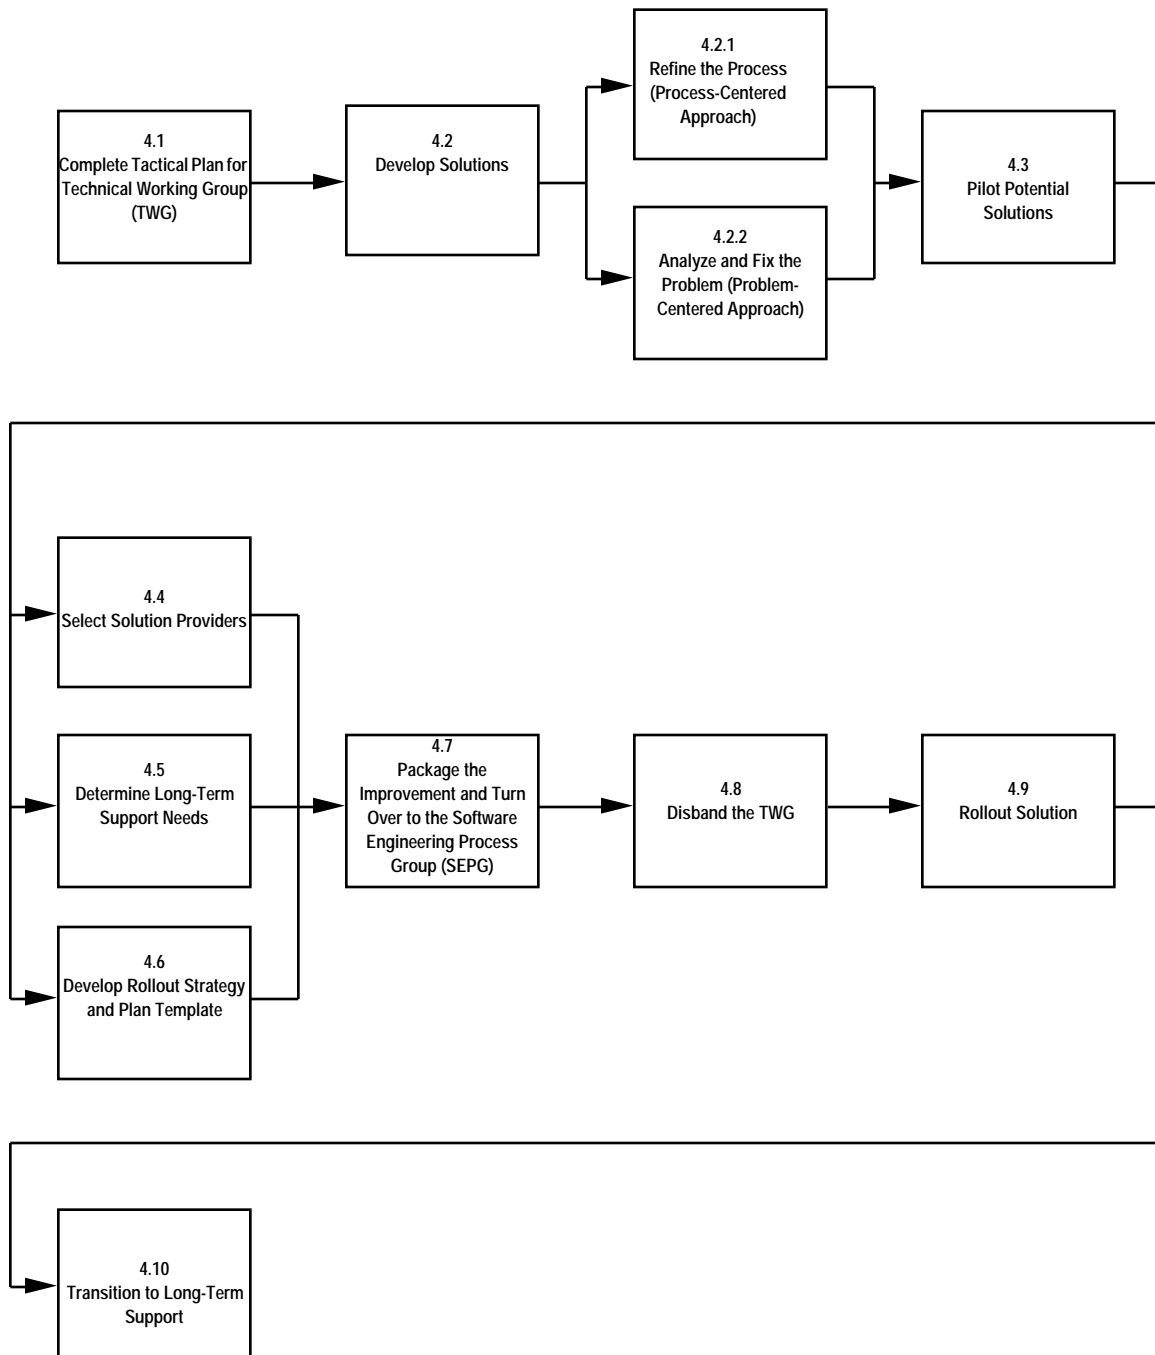 4.1
Complete Tactical Plan for
Technical Working Group
(TWG)
4.2
Develop Solutions
4.2.1
Refine the Process
(Process-Centered
Approach)
4.2.2
Analyze and Fix the
Problem (Problem-
Centered Approach)
4.3
Pilot Potential
Solutions
4.4
Select Solution Providers
4.5
Determine Long-Term
Support Needs
4.6
Develop Rollout Strategy
and Plan Template
4.7
Package the
Improvement and Turn
Over to the Software
Engineering Process
Group (SEPG)
4.8
Disband the TWG
4.9
Rollout Solution
4.10
Transition to Long-Term
Support